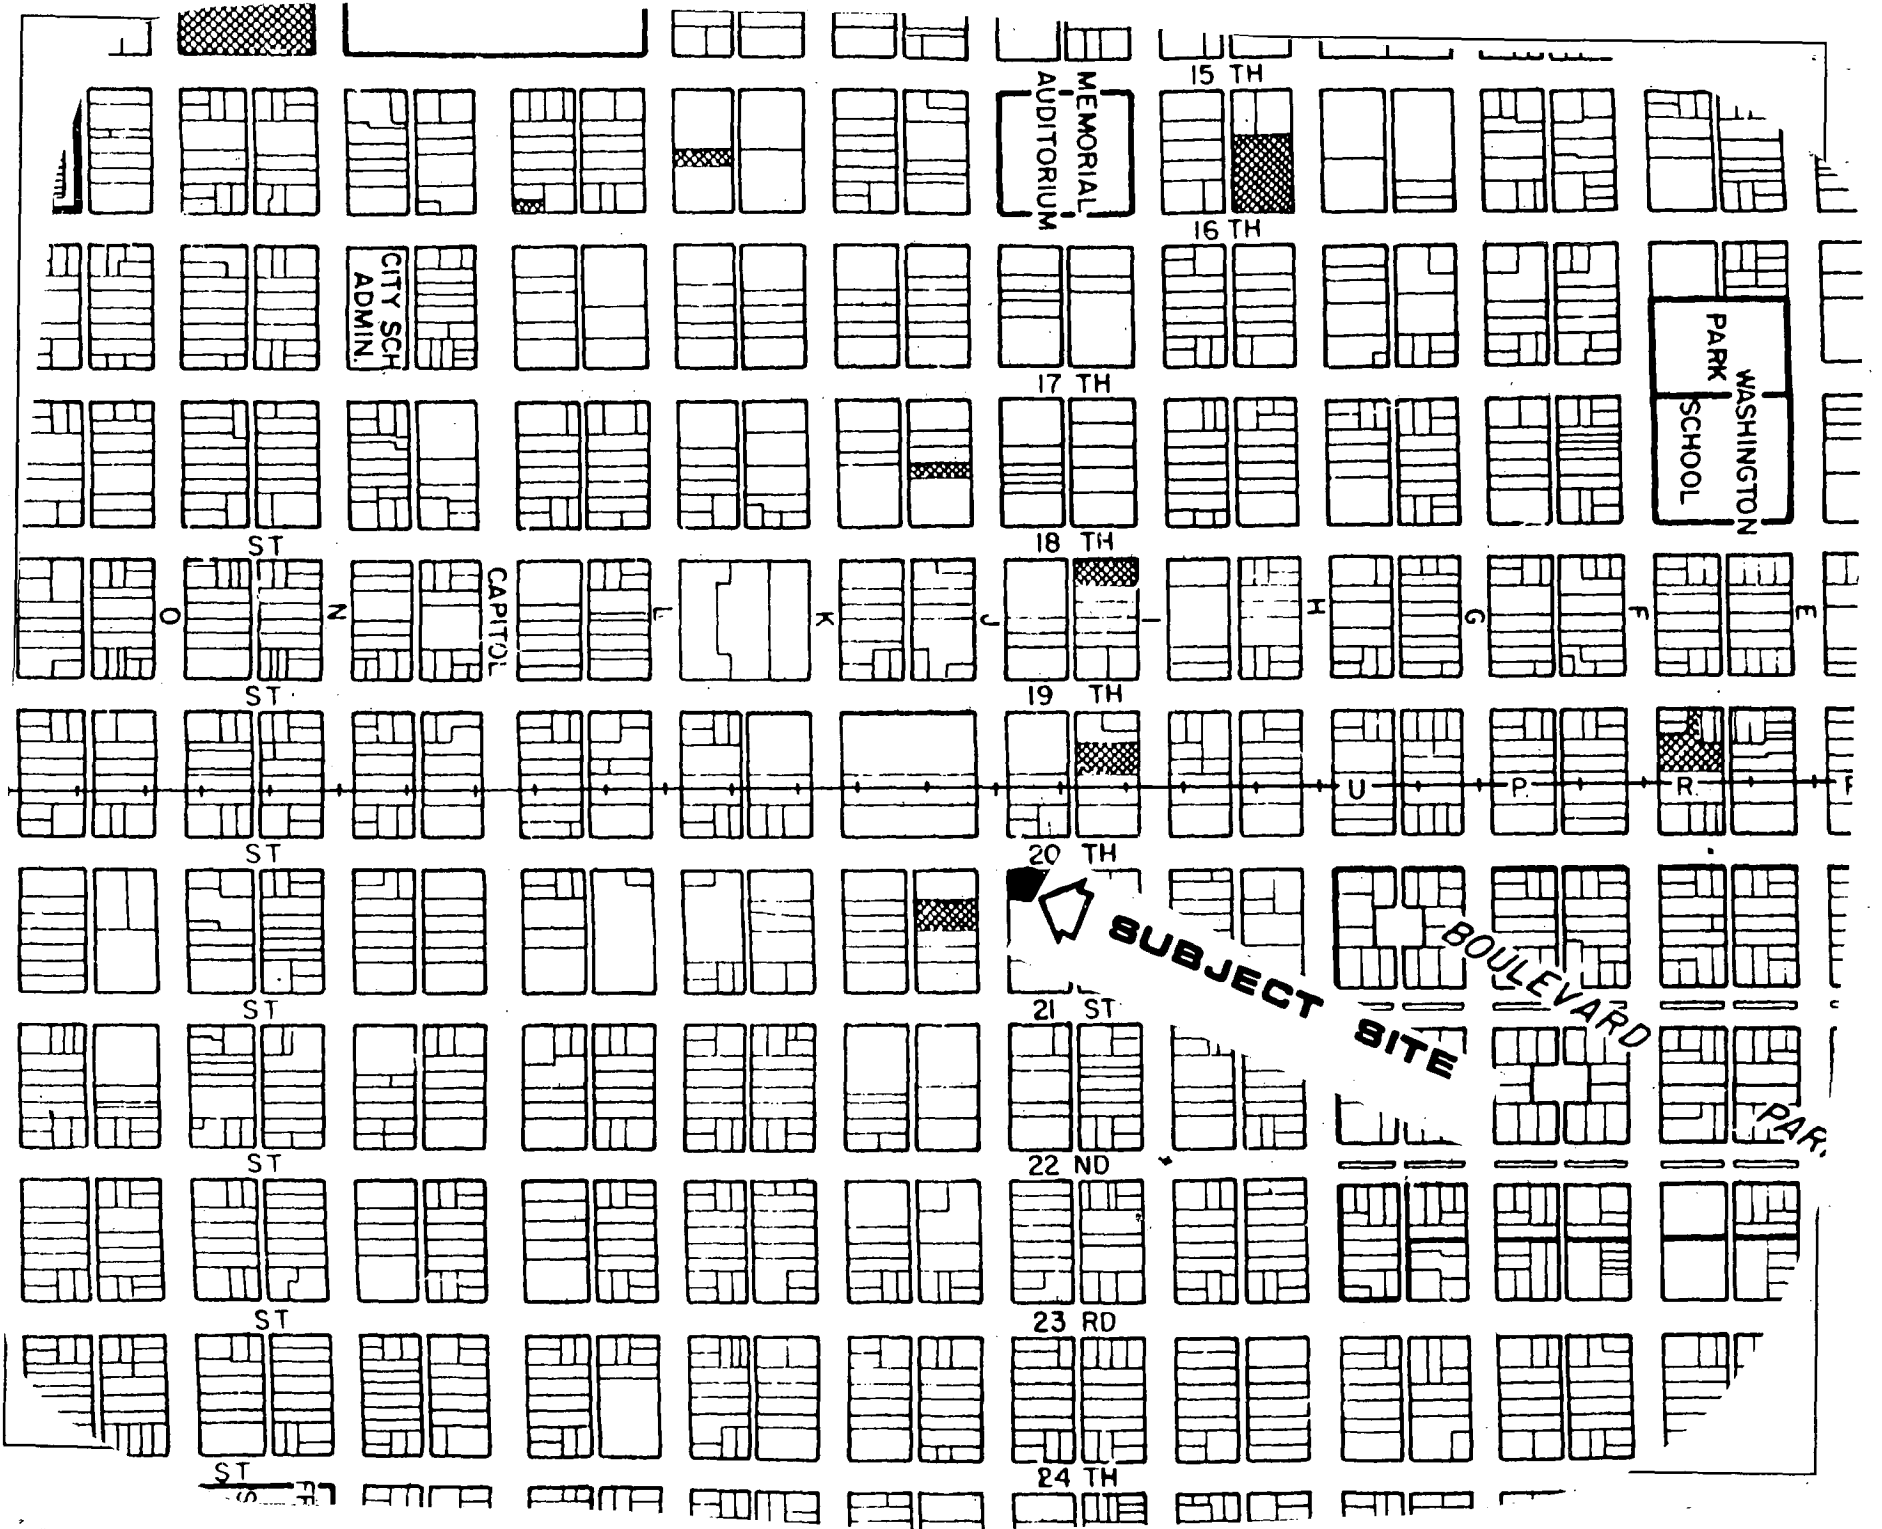 15 TH
MEMORIAL
AUDITORIUM
16 TH
CITY SCH
ADMIN.
PARK
WASHINGTON
SCHOOL
17 TH
ST 18 TH
O N CAPITOL L K J I H G F E
ST 19 TH
U P. R.
ST 20 TH
SUBJECT SITE
BOULEVARD
ST 21 ST
PAR
ST 22 ND
ST 23 RD
ST 24 TH